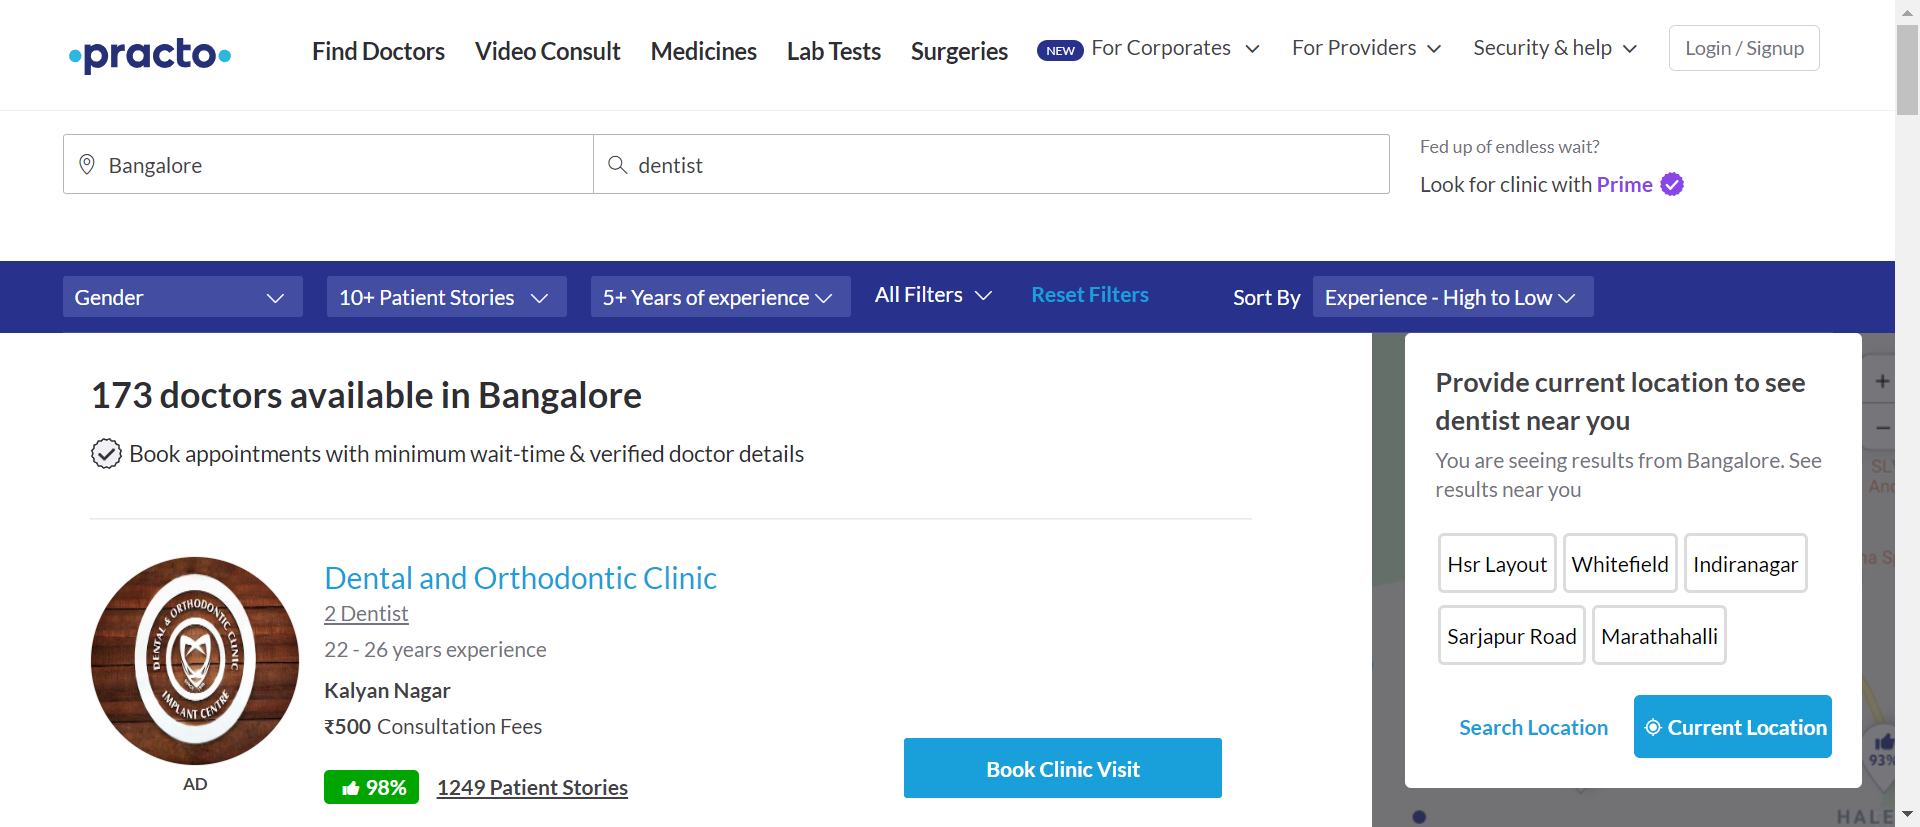 practo
Find Doctors
Video Consult
Medicines
Lab Tests
Surgeries
NEW
For Corporates
For Providers
Security & help
Login / Signup
Bangalore
dentist
Fed up of endless wait?
Look for clinic with Prime
Gender
10+ Patient Stories
5+ Years of experience
All Filters
Reset Filters
Sort By
Experience - High to Low
173 doctors available in Bangalore
Book appointments with minimum wait-time & verified doctor details
DENTAL & ORTHODONTIC CLINIC
IMPLANT CENTRE
AD
Dental and Orthodontic Clinic
2 Dentist
22 - 26 years experience
Kalyan Nagar
₹500 Consultation Fees
98%
1249 Patient Stories
Book Clinic Visit
Provide current location to see
dentist near you
You are seeing results from Bangalore. See
results near you
Hsr Layout
Whitefield
Indiranagar
Sarjapur Road
Marathahalli
Search Location
Current Location
+
−
93%
HALE